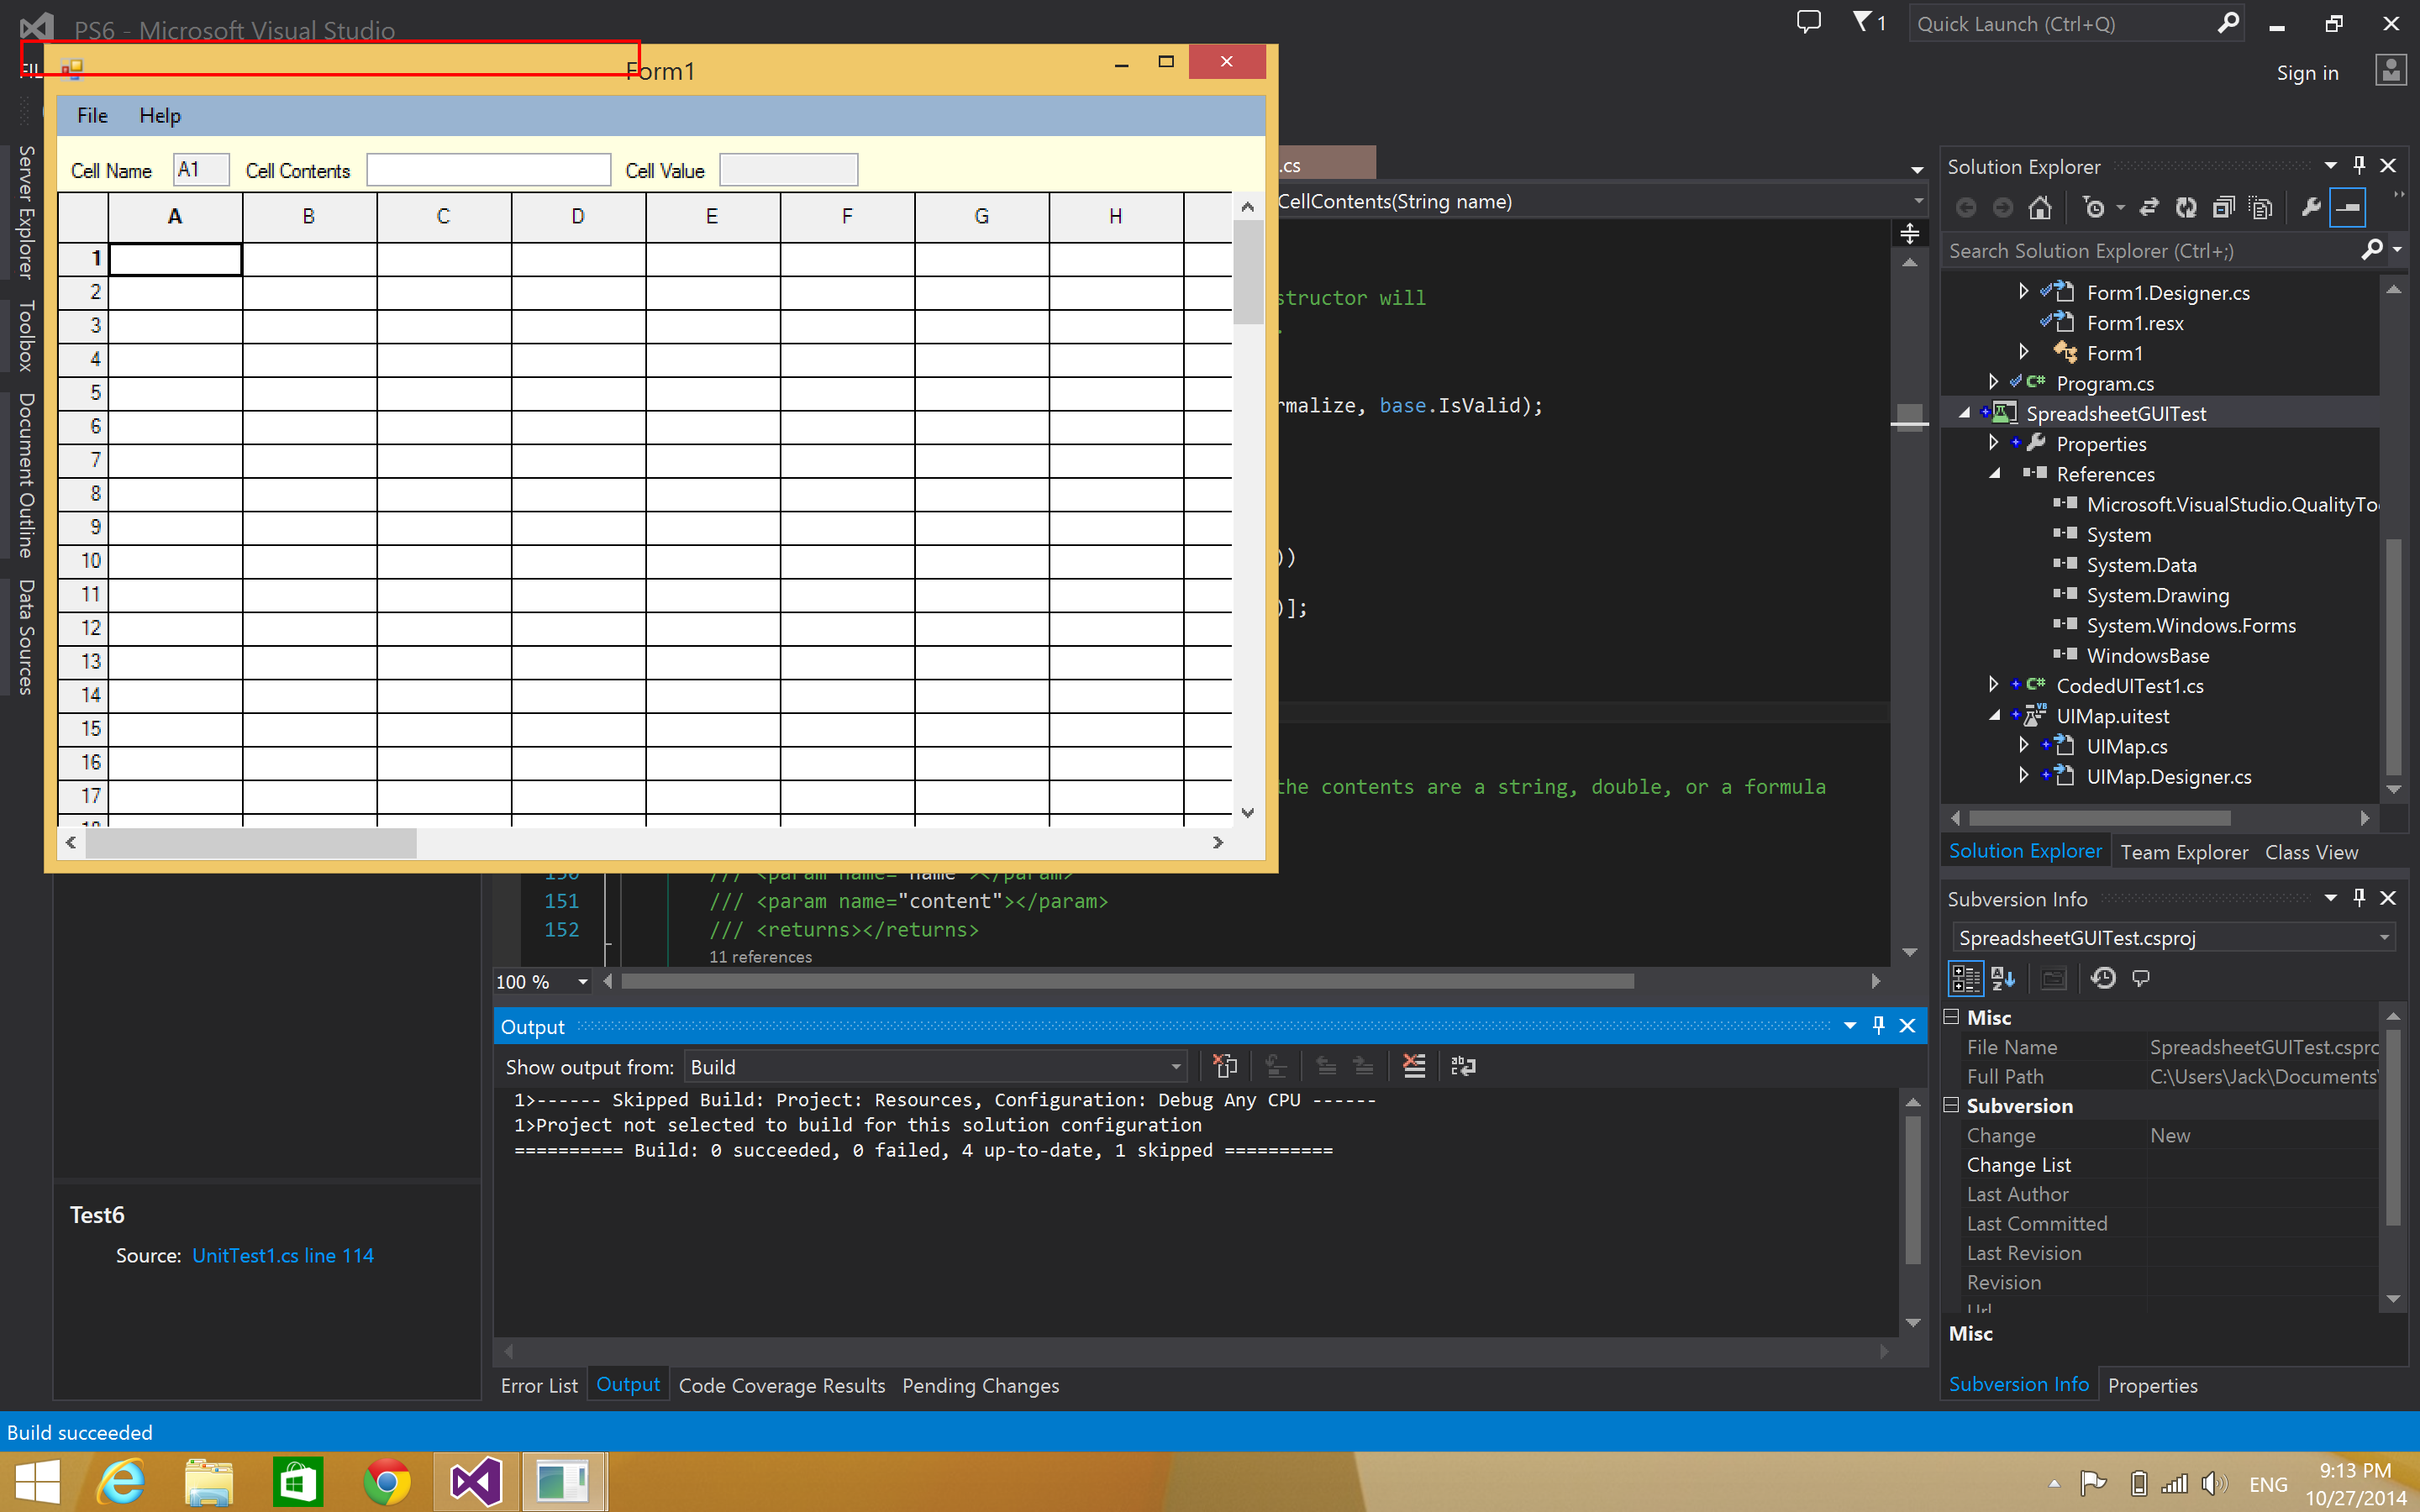 PS6 - Microsoft Visual Studio
1
Quick Launch (Ctrl+Q)
FIL
Form1
Sign in
File Help
Cell Name A1 Cell Contents Cell Value
A B C D E F G H
1
2
3
4
5
6
7
8
9
10
11
12
13
14
15
16
17
Server Explorer
Toolbox
Document Outline
Data Sources
.cs
CellContents(String name)
structor will
rmalize, base.IsValid);
))
)];
the contents are a string, double, or a formula
151 /// <param name="content"></param>
152 /// <returns></returns>
11 references
100 %
Output
Show output from: Build
1>------ Skipped Build: Project: Resources, Configuration: Debug Any CPU ------
1>Project not selected to build for this solution configuration
========== Build: 0 succeeded, 0 failed, 4 up-to-date, 1 skipped ==========
Error List Output Code Coverage Results Pending Changes
Test6
Source: UnitTest1.cs line 114
Solution Explorer
Search Solution Explorer (Ctrl+;)
Form1.Designer.cs
Form1.resx
Form1
C# Program.cs
SpreadsheetGUITest
Properties
References
Microsoft.VisualStudio.QualityToo
System
System.Data
System.Drawing
System.Windows.Forms
WindowsBase
C# CodedUITest1.cs
UIMap.uitest
UIMap.cs
UIMap.Designer.cs
Solution Explorer Team Explorer Class View
Subversion Info
SpreadsheetGUITest.csproj
Misc
File Name SpreadsheetGUITest.cspro
Full Path C:\Users\Jack\Documents\
Subversion
Change New
Change List
Last Author
Last Committed
Last Revision
Revision
Url
Misc
Subversion Info Properties
Build succeeded
ENG
9:13 PM
10/27/2014